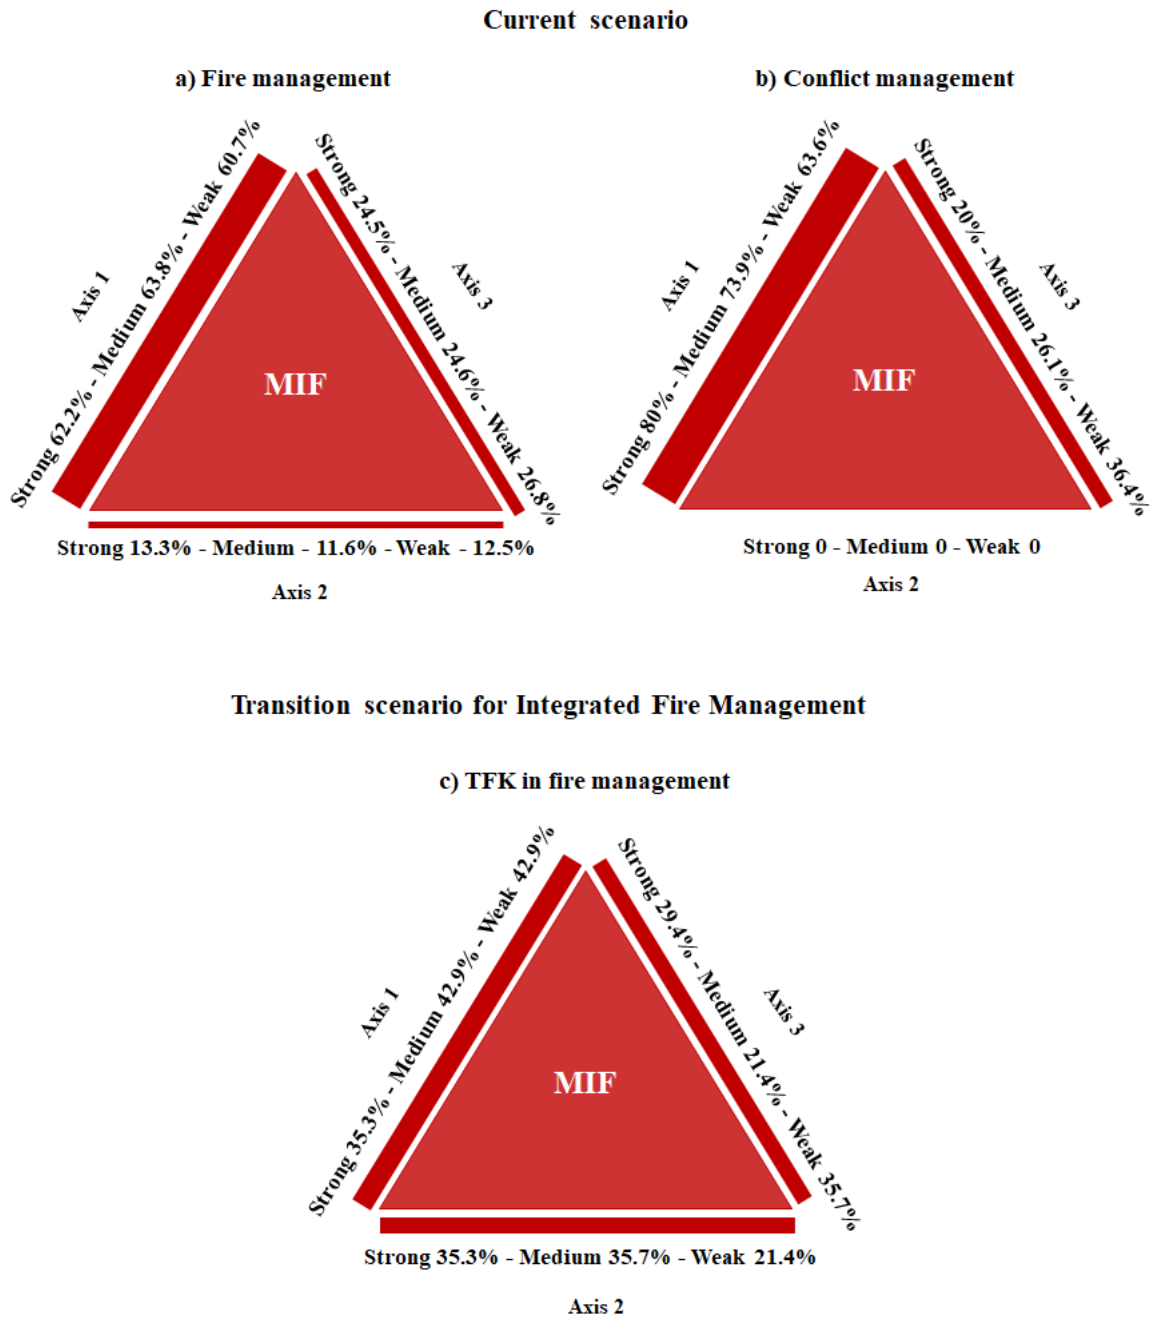 Current scenario
a) Fire management
b) Conflict management
Strong 62.2% - Medium 63.8% - Weak 60.7%
Axis 1
Strong 24.5% - Medium 24.6% - Weak 26.8%
Axis 3
MIF
Strong 13.3% - Medium - 11.6% - Weak - 12.5%
Axis 2
Strong 80% - Medium 73.9% - Weak 63.6%
Axis 1
Strong 20% - Medium 26.1% - Weak 36.4%
Axis 3
MIF
Strong 0 - Medium 0 - Weak 0
Axis 2
Transition scenario for Integrated Fire Management
c) TFK in fire management
Strong 35.3% - Medium 42.9% - Weak 42.9%
Axis 1
Strong 29.4% - Medium 21.4% - Weak 35.7%
Axis 3
MIF
Strong 35.3% - Medium 35.7% - Weak 21.4%
Axis 2